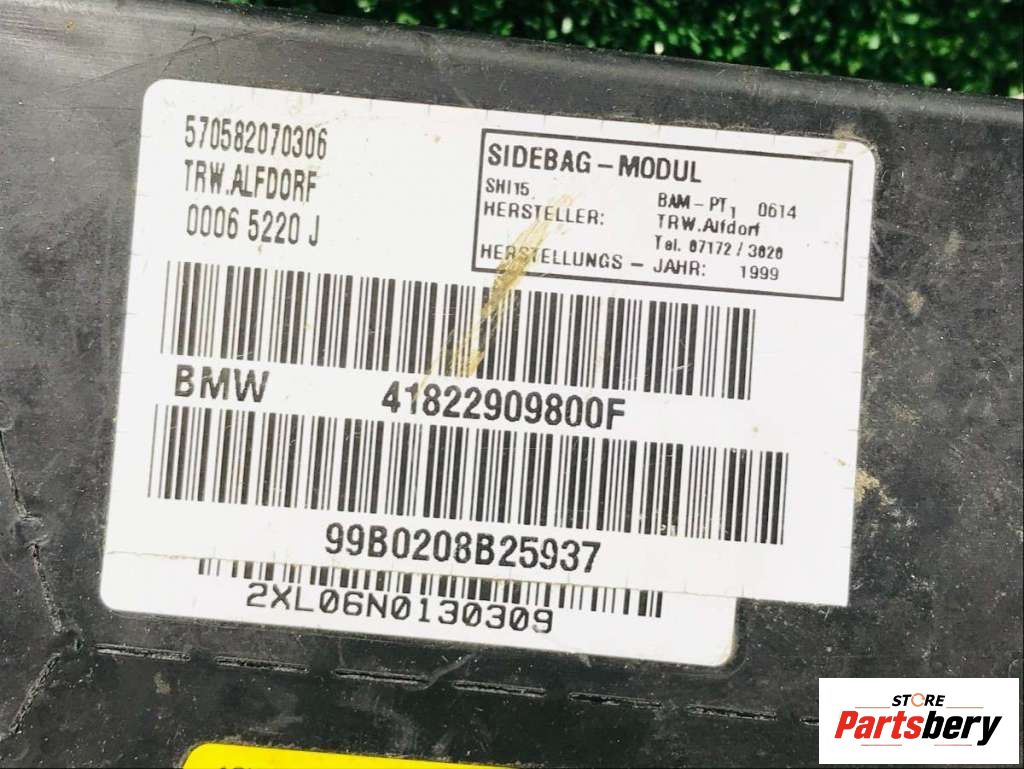 570582070306
TRW.ALFDORF
0006 5220 J
SIDEBAG-MODUL
SHI15 BAM-PT1 0614
HERSTELLER: TRW.Alfdorf
Tel. 07172/3020
HERSTELLUNGS-JAHR: 1999
BMW 41822909800F
99B0208B25937
2XL06N0130309
STORE
Partsbery